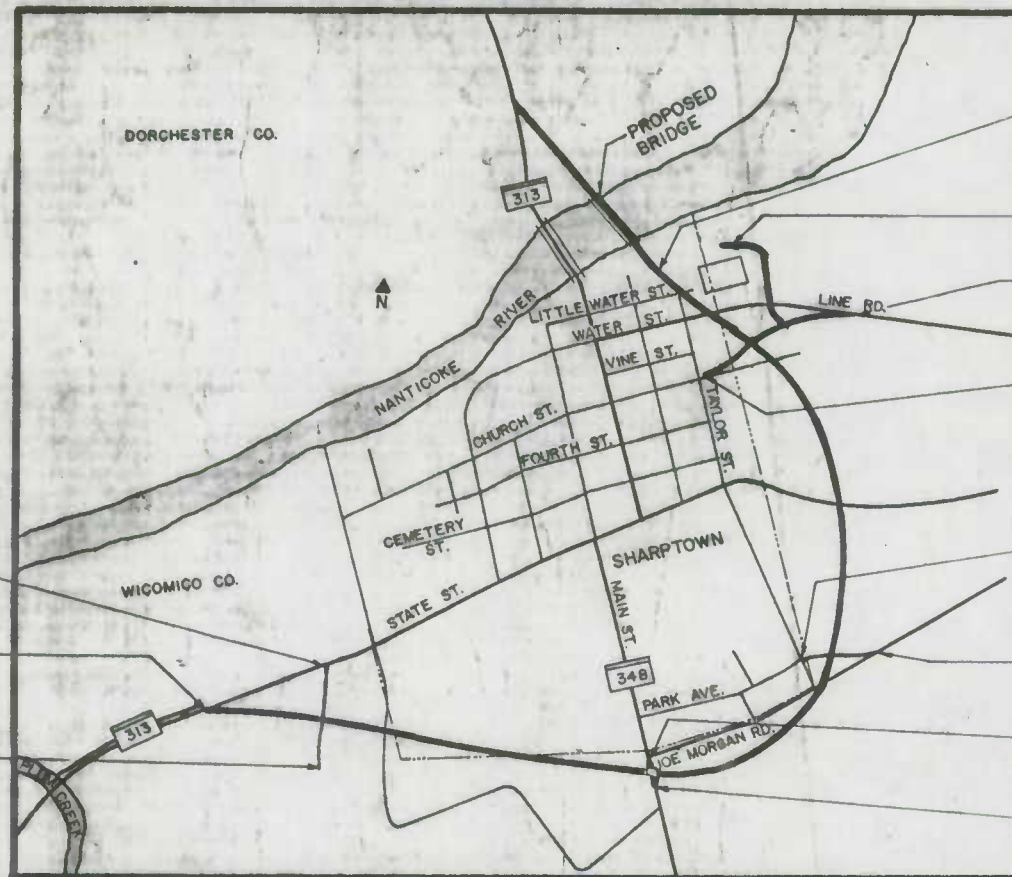 DORCHESTER CO.
PROPOSED
BRIDGE
313
N
RIVER
NANTICOKE
LITTLE WATER ST.
WATER ST.
LINE RD.
VINE ST.
TAYLOR ST.
CHURCH ST.
FOURTH ST.
CEMETERY
ST.
SHARPTOWN
WICOMICO CO.
STATE ST.
MAIN ST.
348
PARK AVE.
JOE MORGAN RD.
313
CREEK